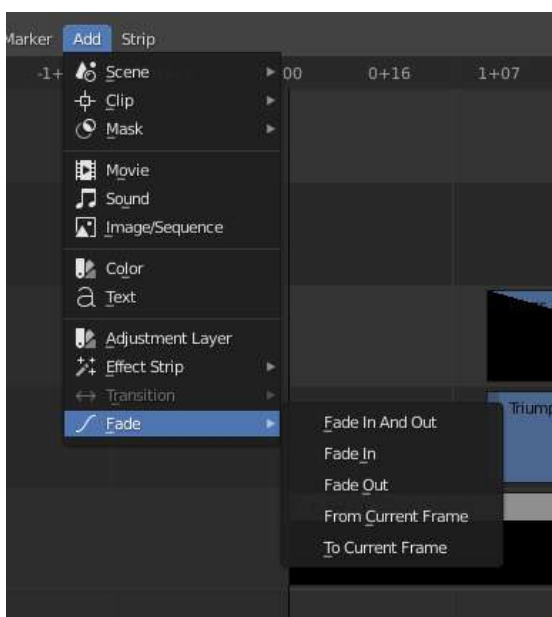 Marker Add Strip
-1+ 00 0+16 1+07
Scene
Clip
Mask
Movie
Sound
Image/Sequence
Color
Text
Adjustment Layer
Effect Strip
Transition
Fade
Triump
Fade In And Out
Fade In
Fade Out
From Current Frame
To Current Frame